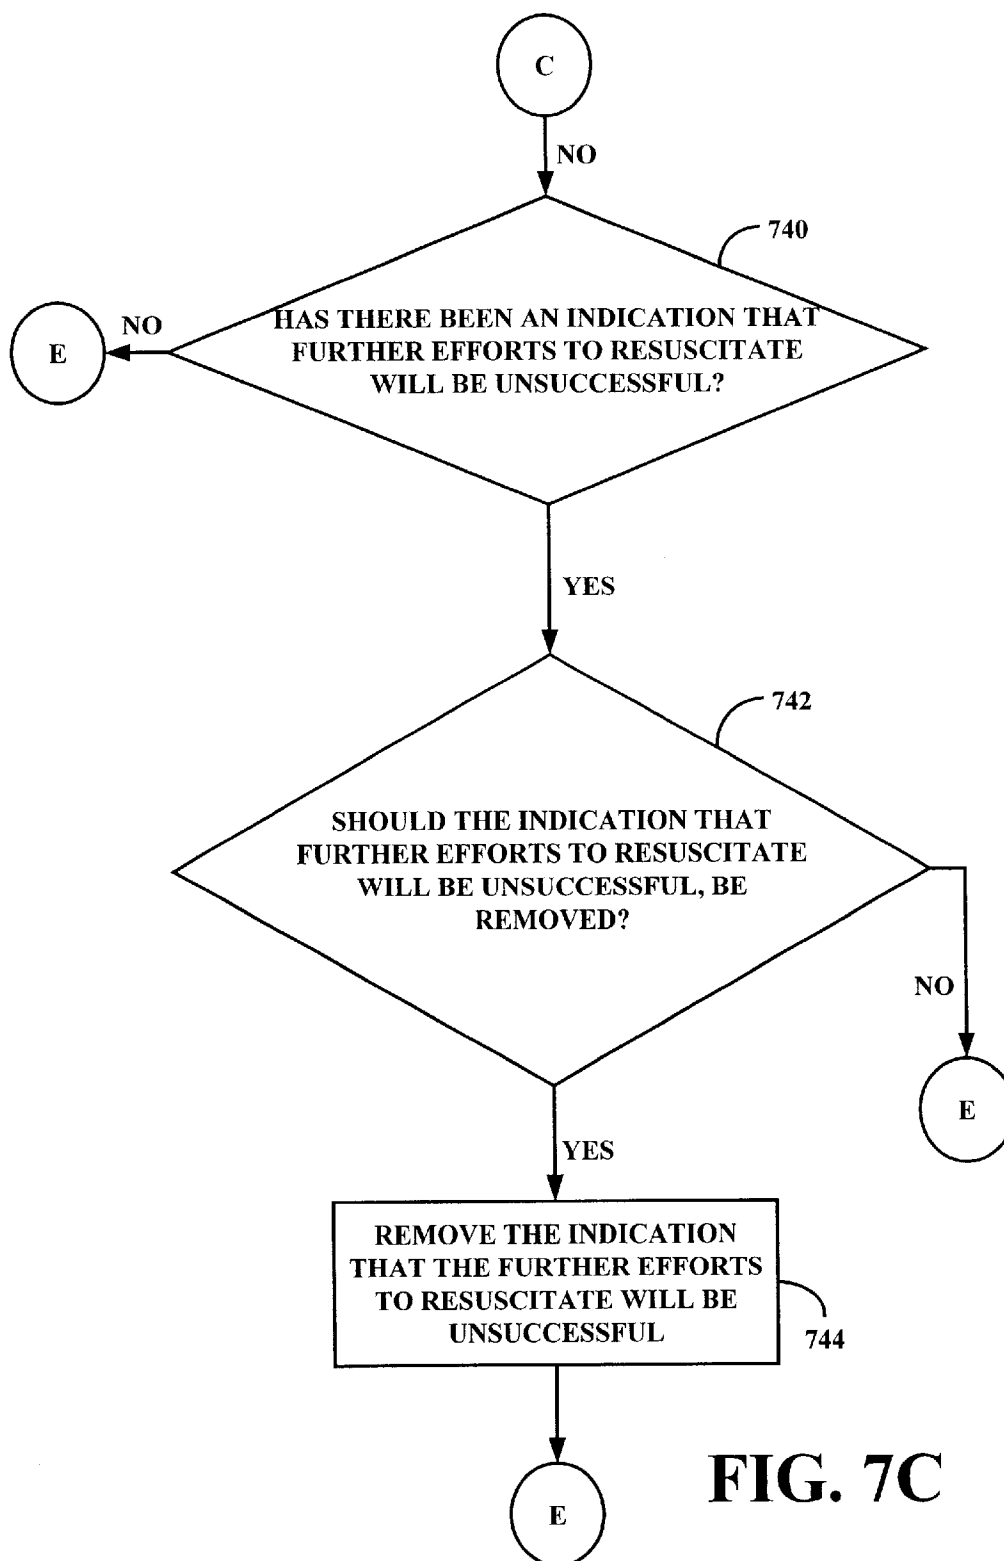 C
NO
740
HAS THERE BEEN AN INDICATION THAT
FURTHER EFFORTS TO RESUSCITATE
WILL BE UNSUCCESSFUL?
NO
E
YES
742
SHOULD THE INDICATION THAT
FURTHER EFFORTS TO RESUSCITATE
WILL BE UNSUCCESSFUL, BE
REMOVED?
NO
E
YES
REMOVE THE INDICATION
THAT THE FURTHER EFFORTS
TO RESUSCITATE WILL BE
UNSUCCESSFUL
744
E
FIG. 7C